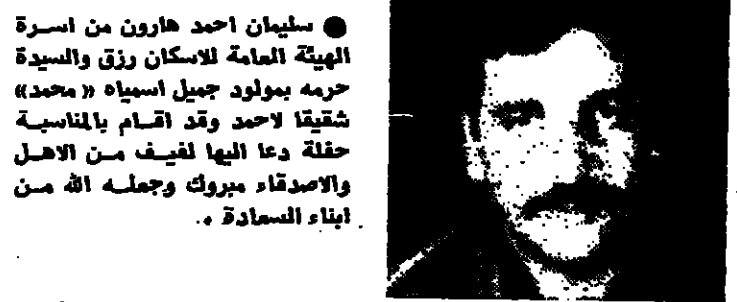 ● سليمان احمد هارون من اسرة
الهيئة العامة للاسكان رزق والسيدة
حرمه بمولود جميل اسمياه « محمد»
شقيقا لاحمد وقد اقام بالمناسبة
حفلة دعا اليها لفيف من الاهل
والاصدقاء مبروك وجعله الله من
ابناء السعادة .